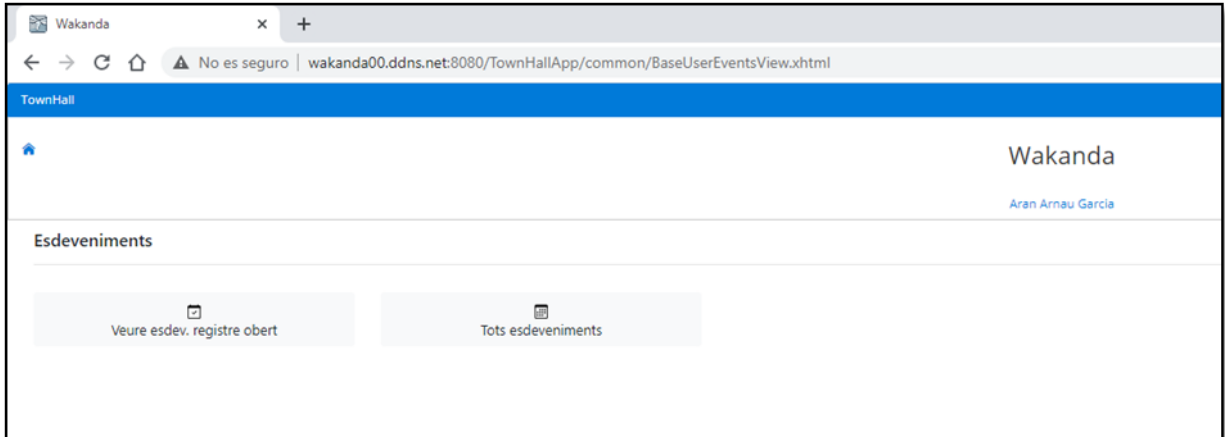 Wakanda
No es seguro | wakanda00.ddns.net:8080/TownHallApp/common/BaseUserEventsView.xhtml
TownHall
Wakanda
Aran Arnau Garcia
Esdeveniments
Veure esdev. registre obert
Tots esdeveniments